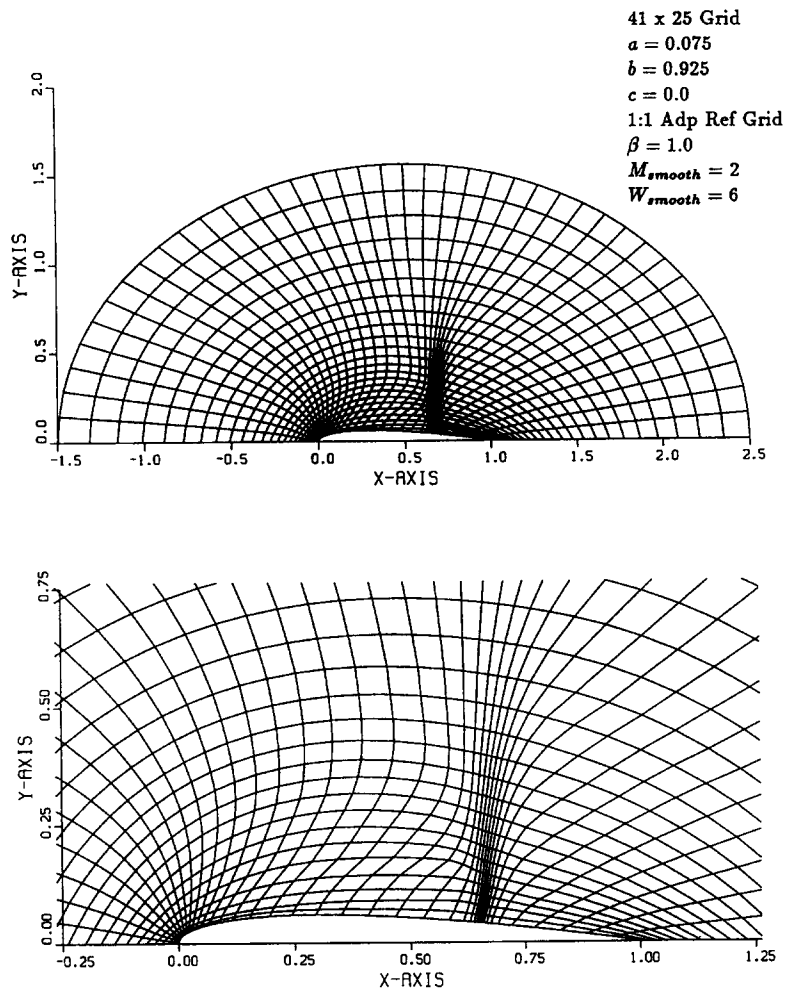 41 x 25 Grid
a = 0.075
b = 0.925
c = 0.0
1:1 Adp Ref Grid
β = 1.0
M_smooth = 2
W_smooth = 6
2.0
1.5
1.0
0.5
0.0
Y-AXIS
-1.5 -1.0 -0.5 0.0 0.5 1.0 1.5 2.0 2.5
X-AXIS
0.75
0.50
0.25
0.00
Y-AXIS
-0.25 0.00 0.25 0.50 0.75 1.00 1.25
X-AXIS